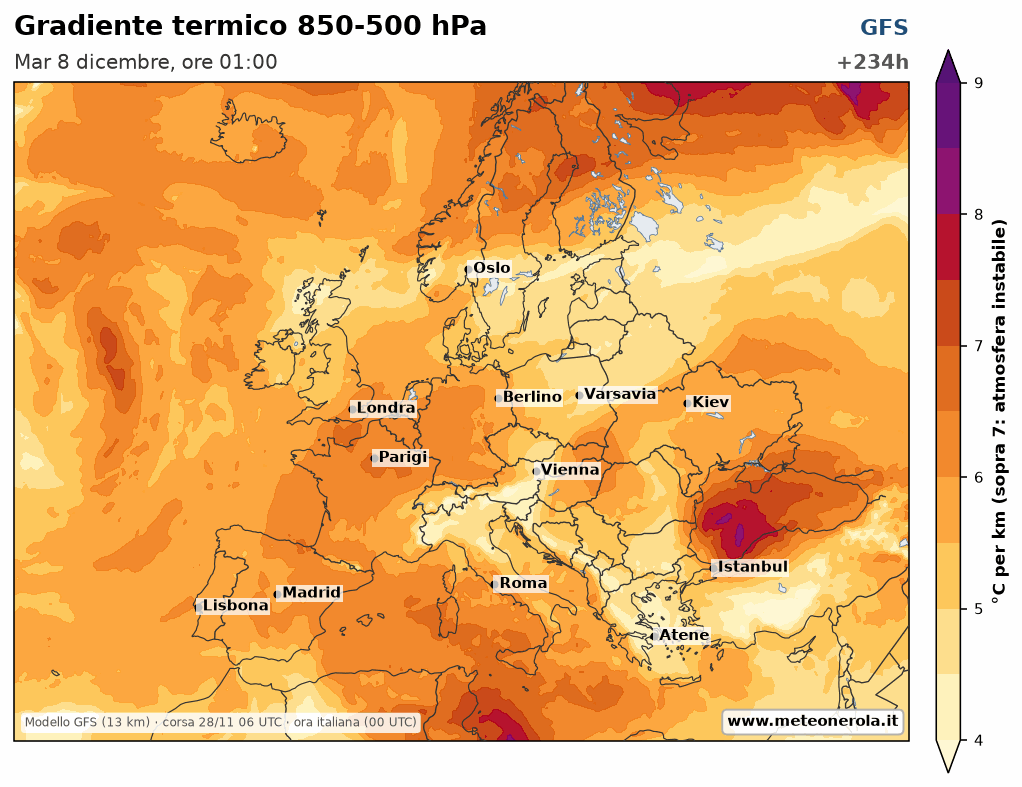 Gradiente termico 850-500 hPa
GFS
Mar 8 dicembre, ore 01:00
+234h
Oslo
Berlino
Varsavia
Kiev
Londra
Parigi
Vienna
Istanbul
Roma
Madrid
Lisbona
Atene
Modello GFS (13 km) · corsa 28/11 06 UTC · ora italiana (00 UTC)
www.meteonerola.it
9
8
7
6
5
4
°C per km (sopra 7: atmosfera instabile)